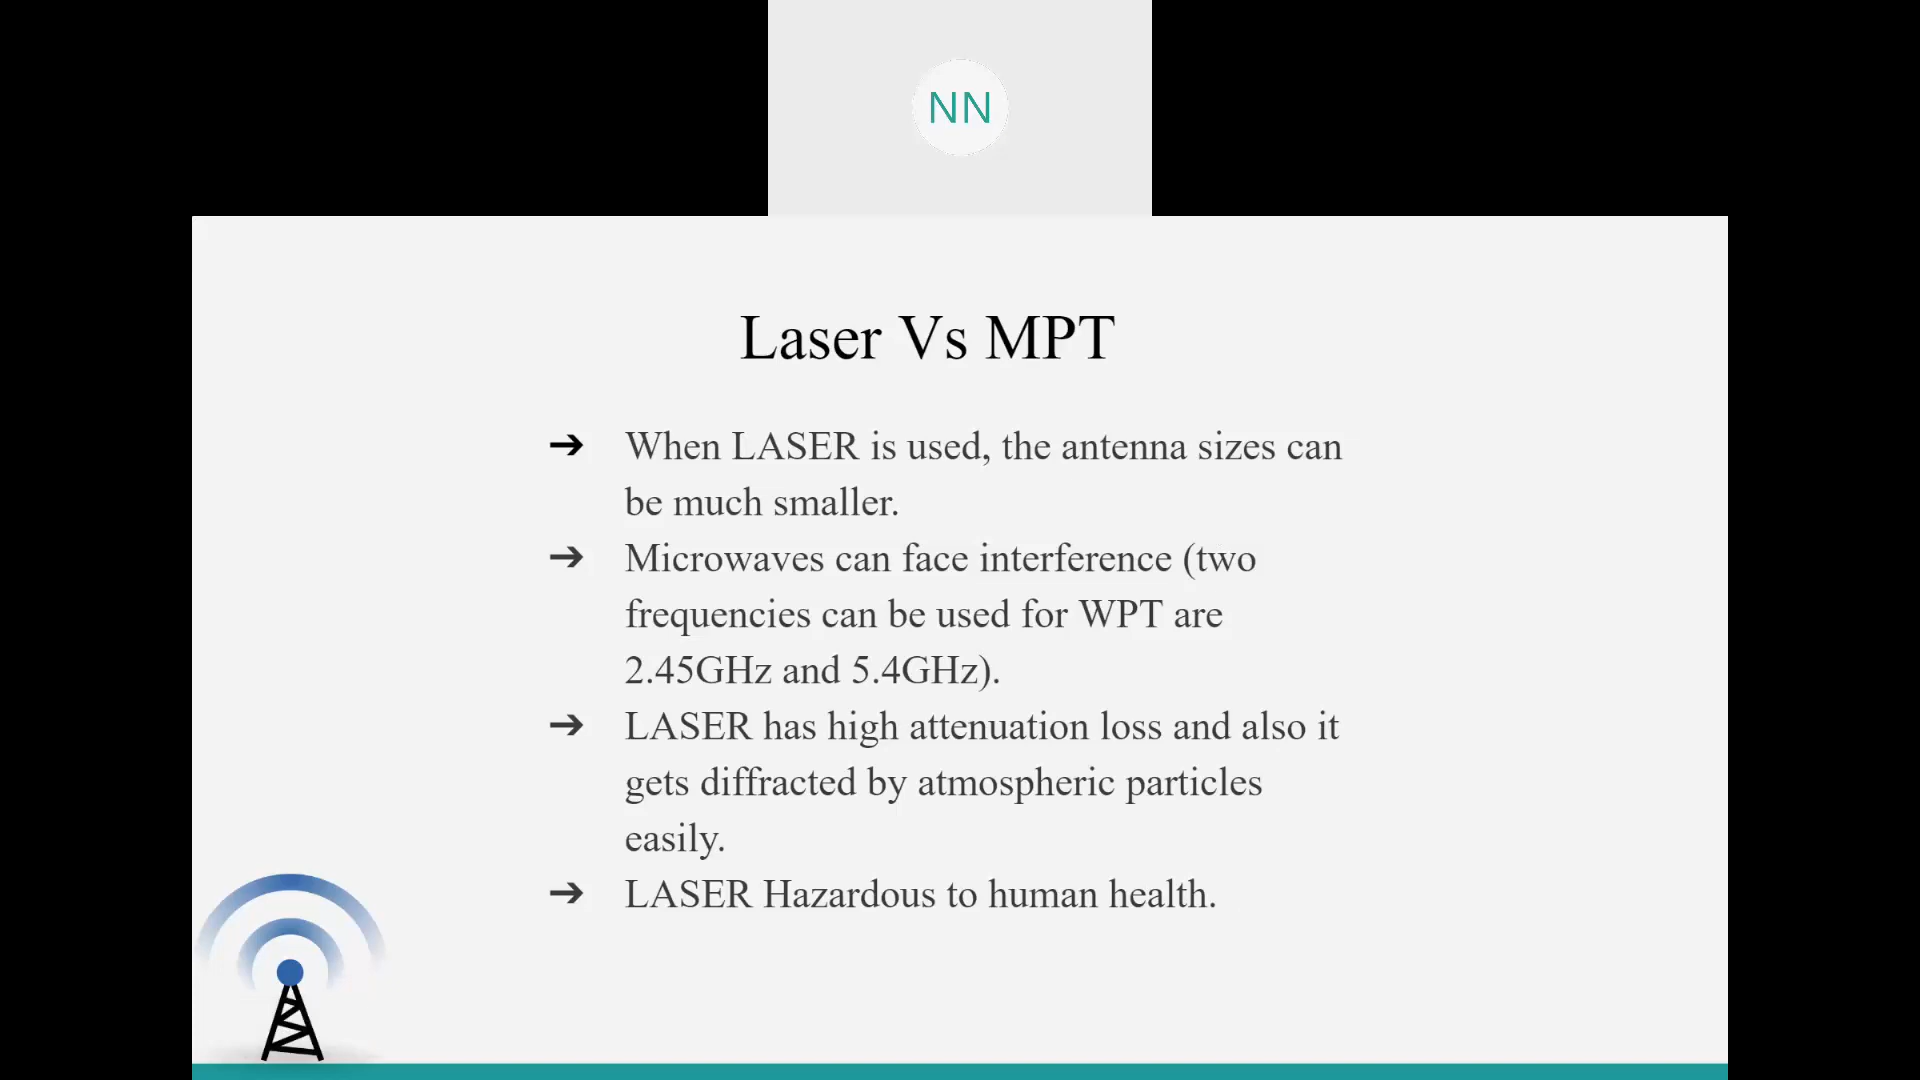 NN
Laser Vs MPT
➔ When LASER is used, the antenna sizes can
be much smaller.
➔ Microwaves can face interference (two
frequencies can be used for WPT are
2.45GHz and 5.4GHz).
➔ LASER has high attenuation loss and also it
gets diffracted by atmospheric particles
easily.
➔ LASER Hazardous to human health.